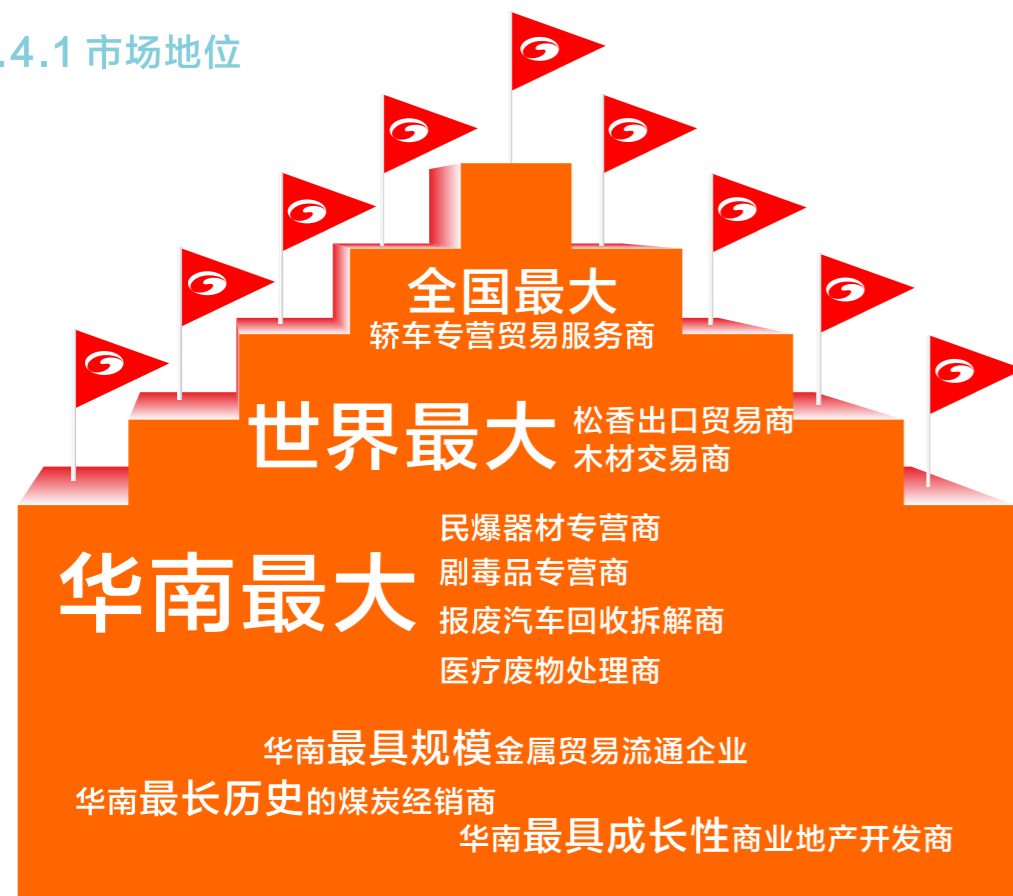 .4.1 市场地位
全国最大
轿车专营贸易服务商
世界最大
松香出口贸易商
木材交易商
华南最大
民爆器材专营商
剧毒品专营商
报废汽车回收拆解商
医疗废物处理商
华南最具规模金属贸易流通企业
华南最长历史的煤炭经销商
华南最具成长性商业地产开发商